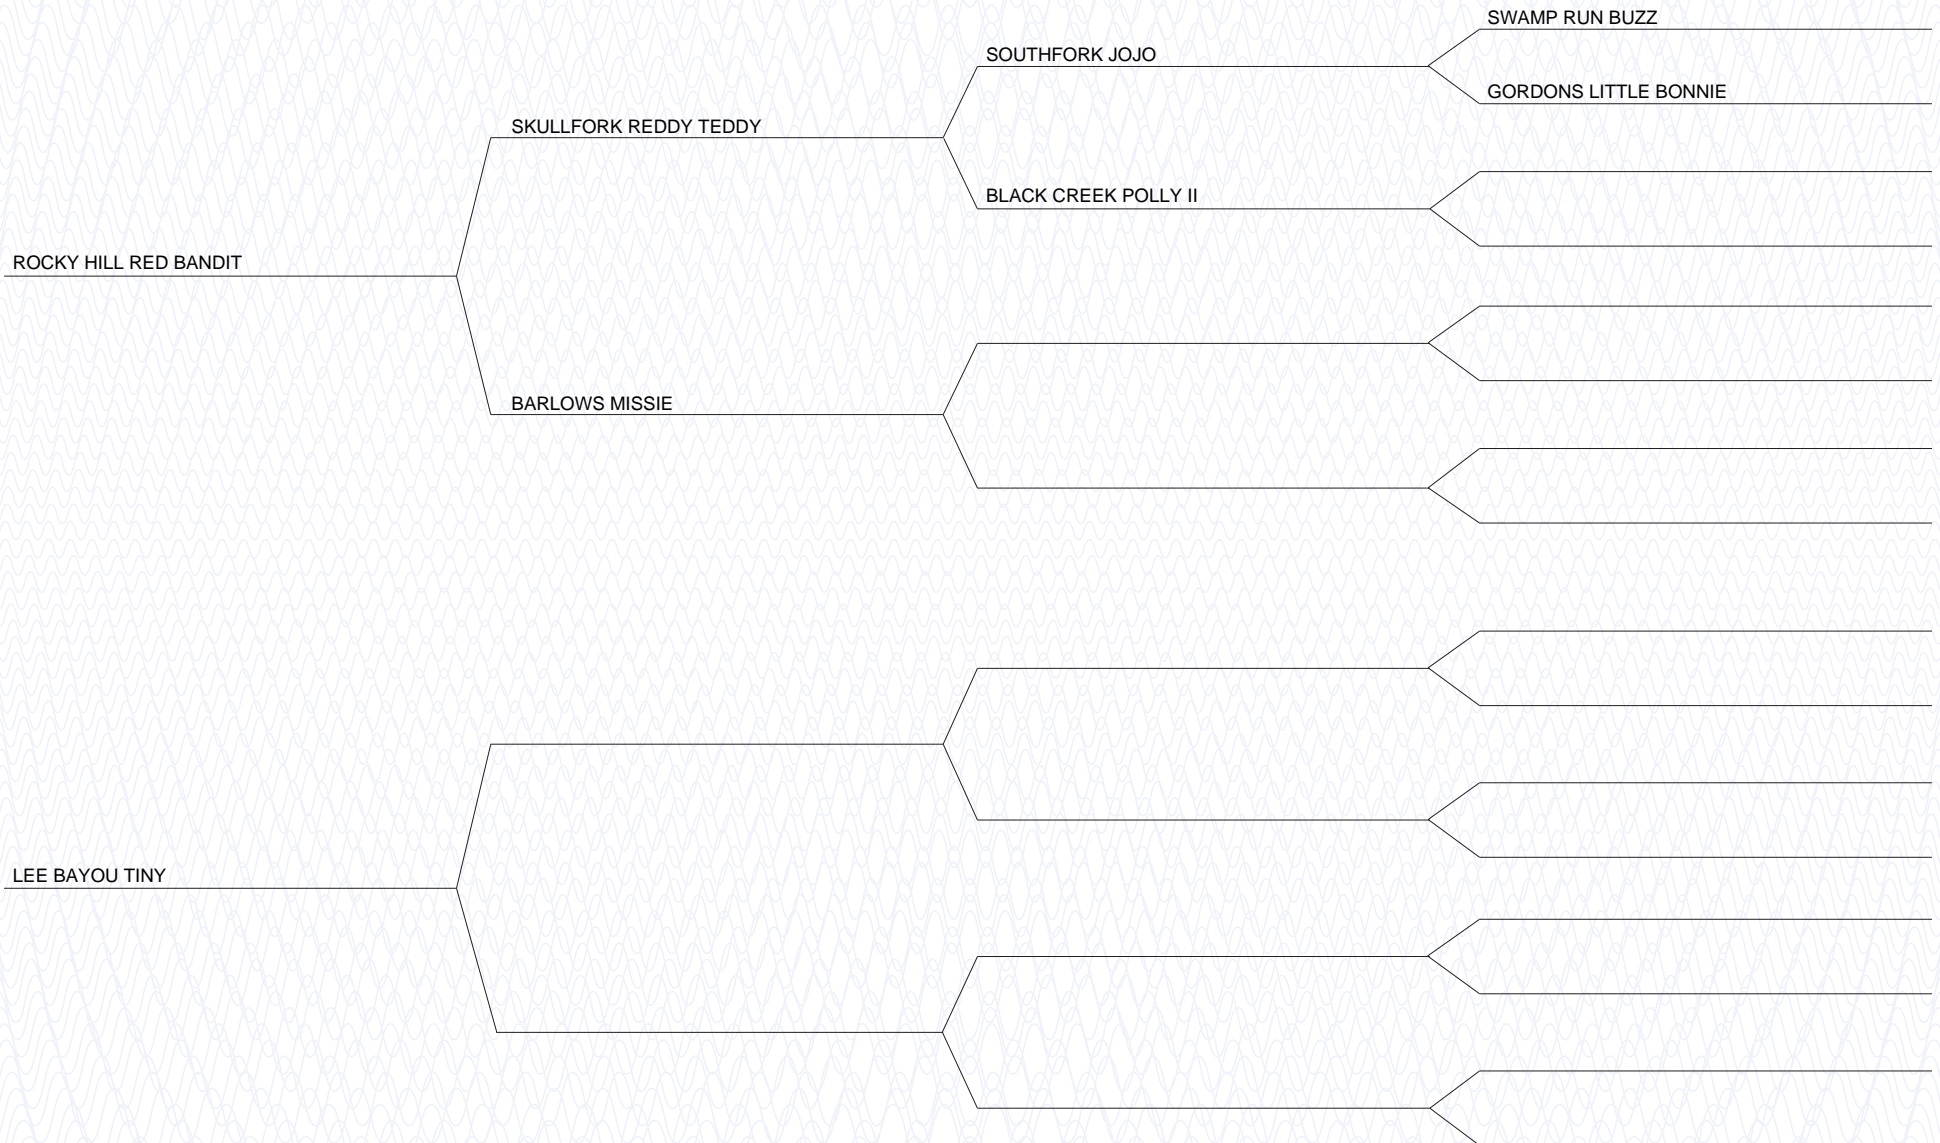 SWAMP RUN BUZZ
SOUTHFORK JOJO
GORDONS LITTLE BONNIE
SKULLFORK REDDY TEDDY
BLACK CREEK POLLY II
ROCKY HILL RED BANDIT
BARLOWS MISSIE
LEE BAYOU TINY